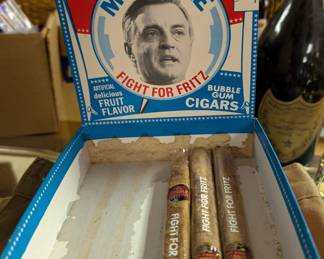 FIGHT FOR FRITZ
ARTIFICIAL
delicious
FRUIT
FLAVOR
BUBBLE
GUM
CIGARS
FIGHT FOR
FIGHT FOR FRITZ
FIGHT FOR FRITZ